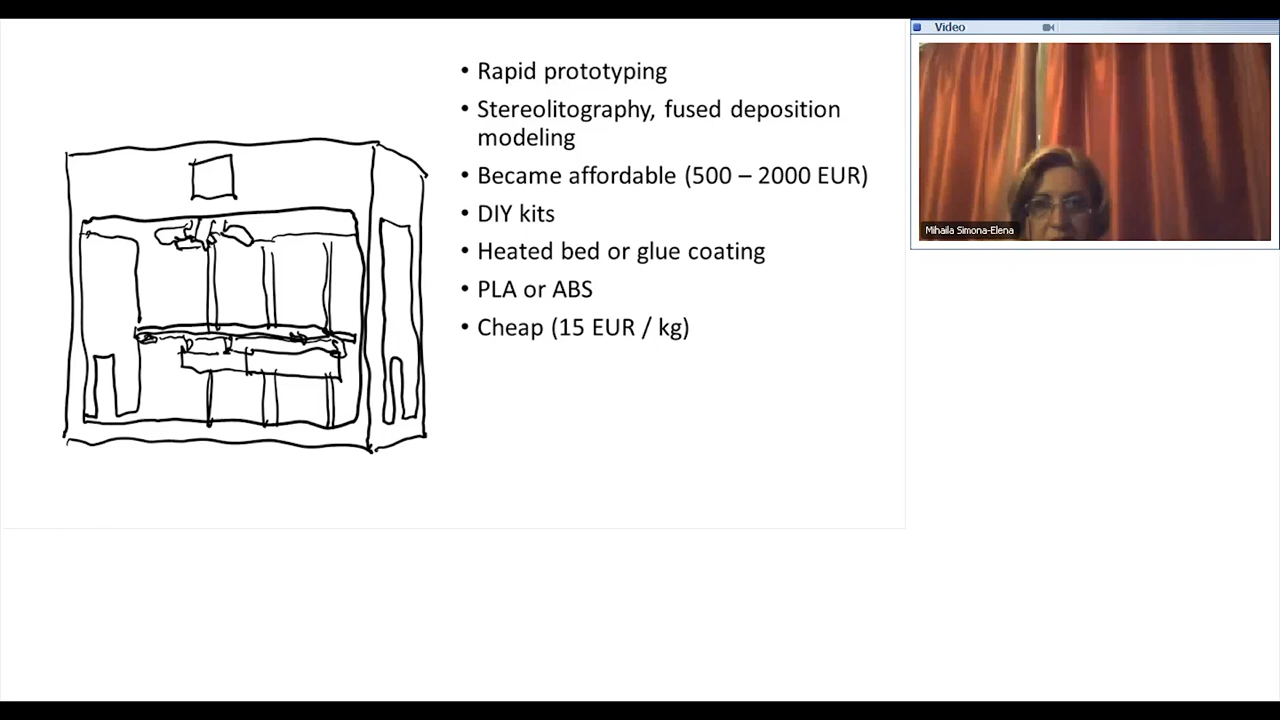 • Rapid prototyping
• Stereolitography, fused deposition
modeling
• Became affordable (500 – 2000 EUR)
• DIY kits
• Heated bed or glue coating
• PLA or ABS
• Cheap (15 EUR / kg)
Video
Mihaila Simona-Elena